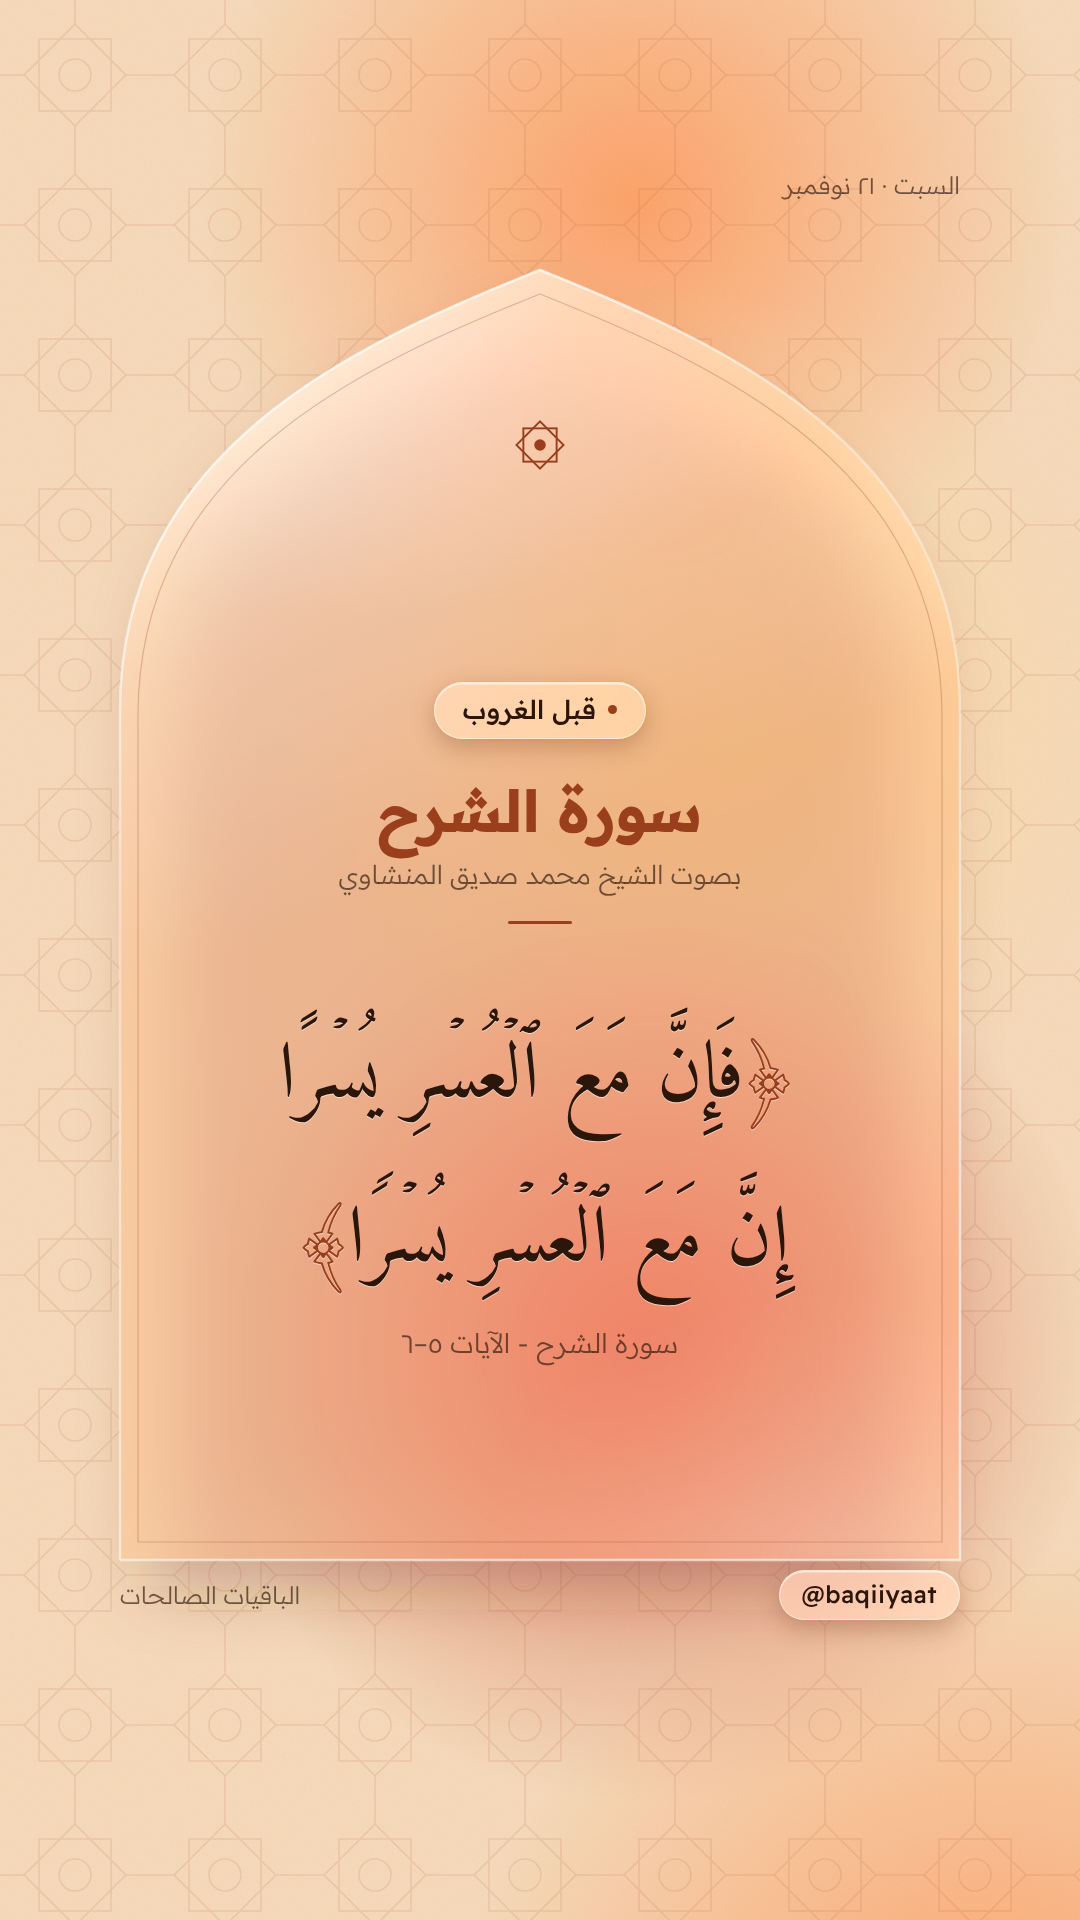 السبت · ٢١ نوفمبر
• قبل الغروب
سورة الشرح
بصوت الشيخ محمد صديق المنشاوي
﴿فَإِنَّ مَعَ ٱلۡعُسۡرِ يُسۡرًا
إِنَّ مَعَ ٱلۡعُسۡرِ يُسۡرًا﴾
سورة الشرح - الآيات ٥-٦
@baqiiyaat
الباقيات الصالحات